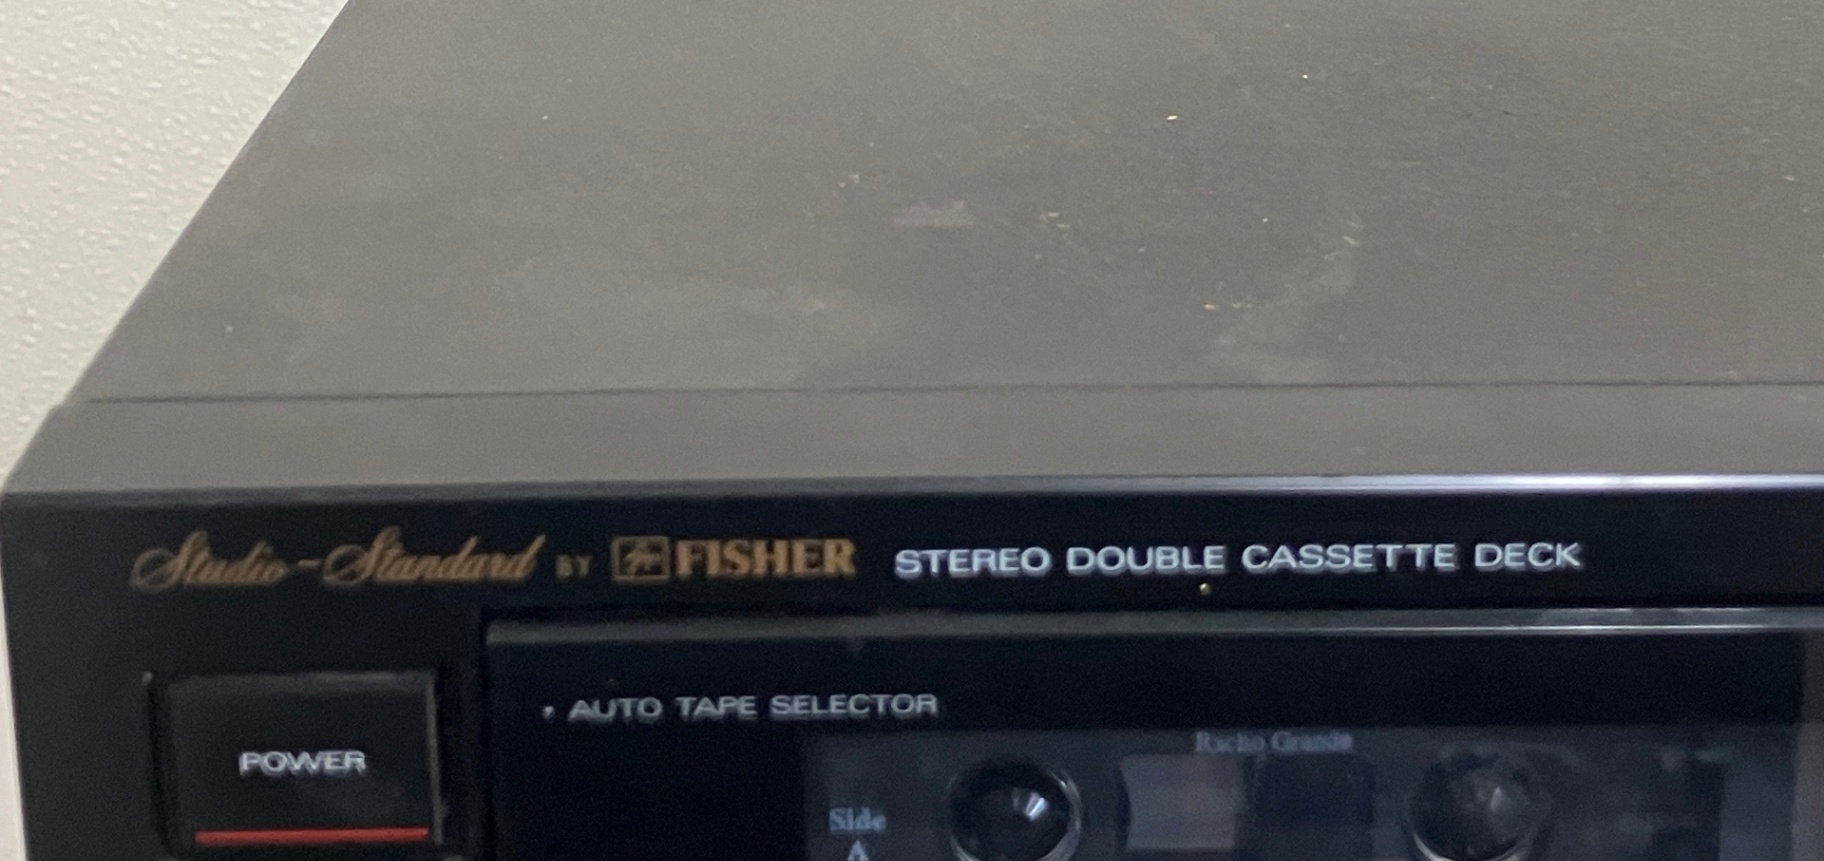 Studio-Standard BY FISHER STEREO DOUBLE CASSETTE DECK
AUTO TAPE SELECTOR
POWER
Side
A